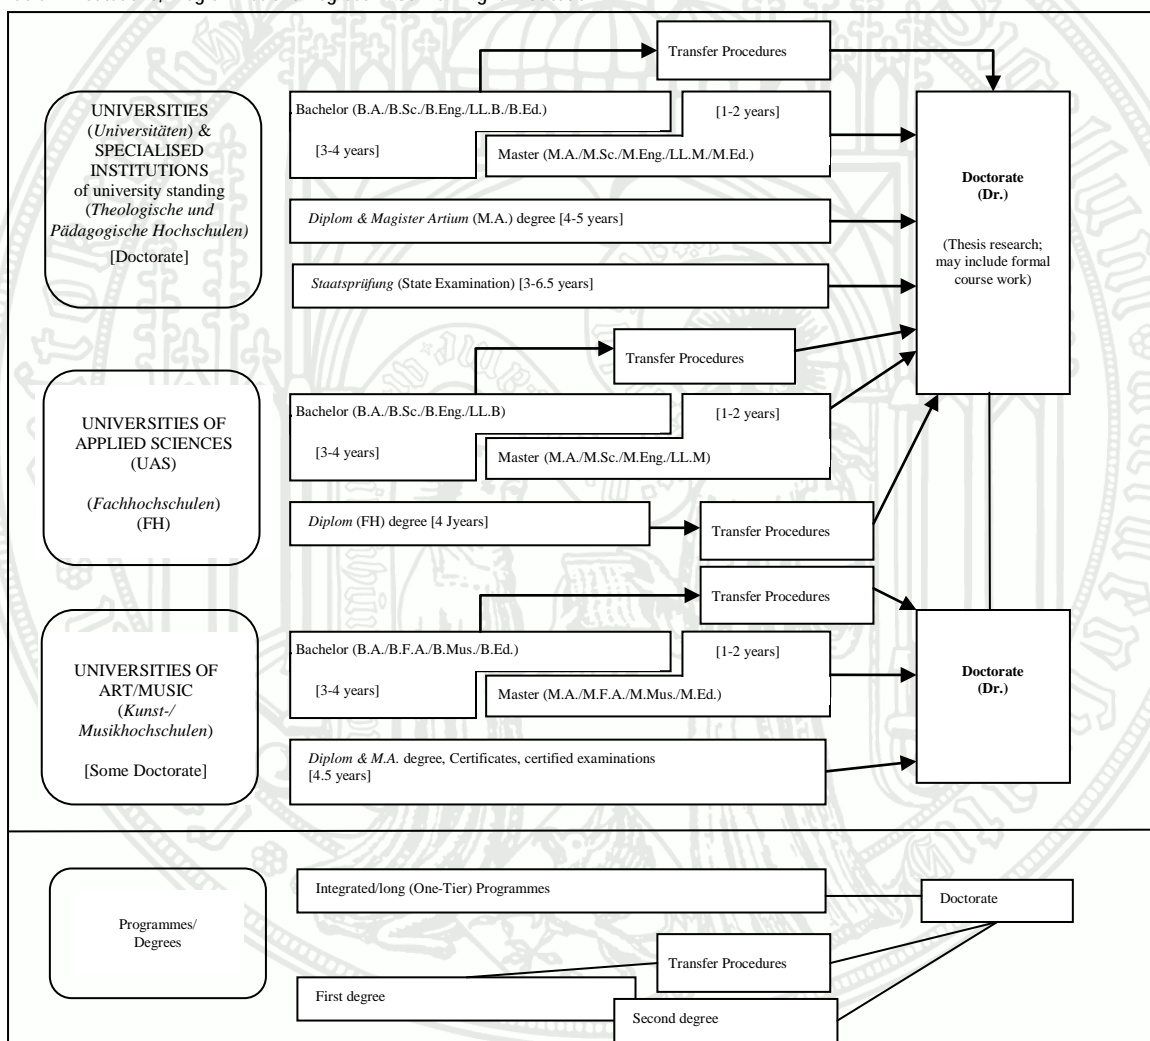 Transfer Procedures
UNIVERSITIES
(Universitäten) &
SPECIALISED
INSTITUTIONS
of university standing
(Theologische und
Pädagogische Hochschulen)
[Doctorate]
Bachelor (B.A./B.Sc./B.Eng./LL.B./B.Ed.)
[3-4 years]
[1-2 years]
Master (M.A./M.Sc./M.Eng./LL.M./M.Ed.)
Diplom & Magister Artium (M.A.) degree [4-5 years]
Staatsprüfung (State Examination) [3-6.5 years]
Doctorate
(Dr.)
(Thesis research;
may include formal
course work)
Transfer Procedures
UNIVERSITIES OF
APPLIED SCIENCES
(UAS)
(Fachhochschulen)
(FH)
Bachelor (B.A./B.Sc./B.Eng./LL.B)
[3-4 years]
[1-2 years]
Master (M.A./M.Sc./M.Eng./LL.M)
Diplom (FH) degree [4 Jyears]
Transfer Procedures
Transfer Procedures
UNIVERSITIES OF
ART/MUSIC
(Kunst-/
Musikhochschulen)
[Some Doctorate]
Bachelor (B.A./B.F.A./B.Mus./B.Ed.)
[3-4 years]
[1-2 years]
Master (M.A./M.F.A./M.Mus./M.Ed.)
Diplom & M.A. degree, Certificates, certified examinations
[4.5 years]
Doctorate
(Dr.)
Programmes/
Degrees
Integrated/long (One-Tier) Programmes
Doctorate
Transfer Procedures
First degree
Second degree